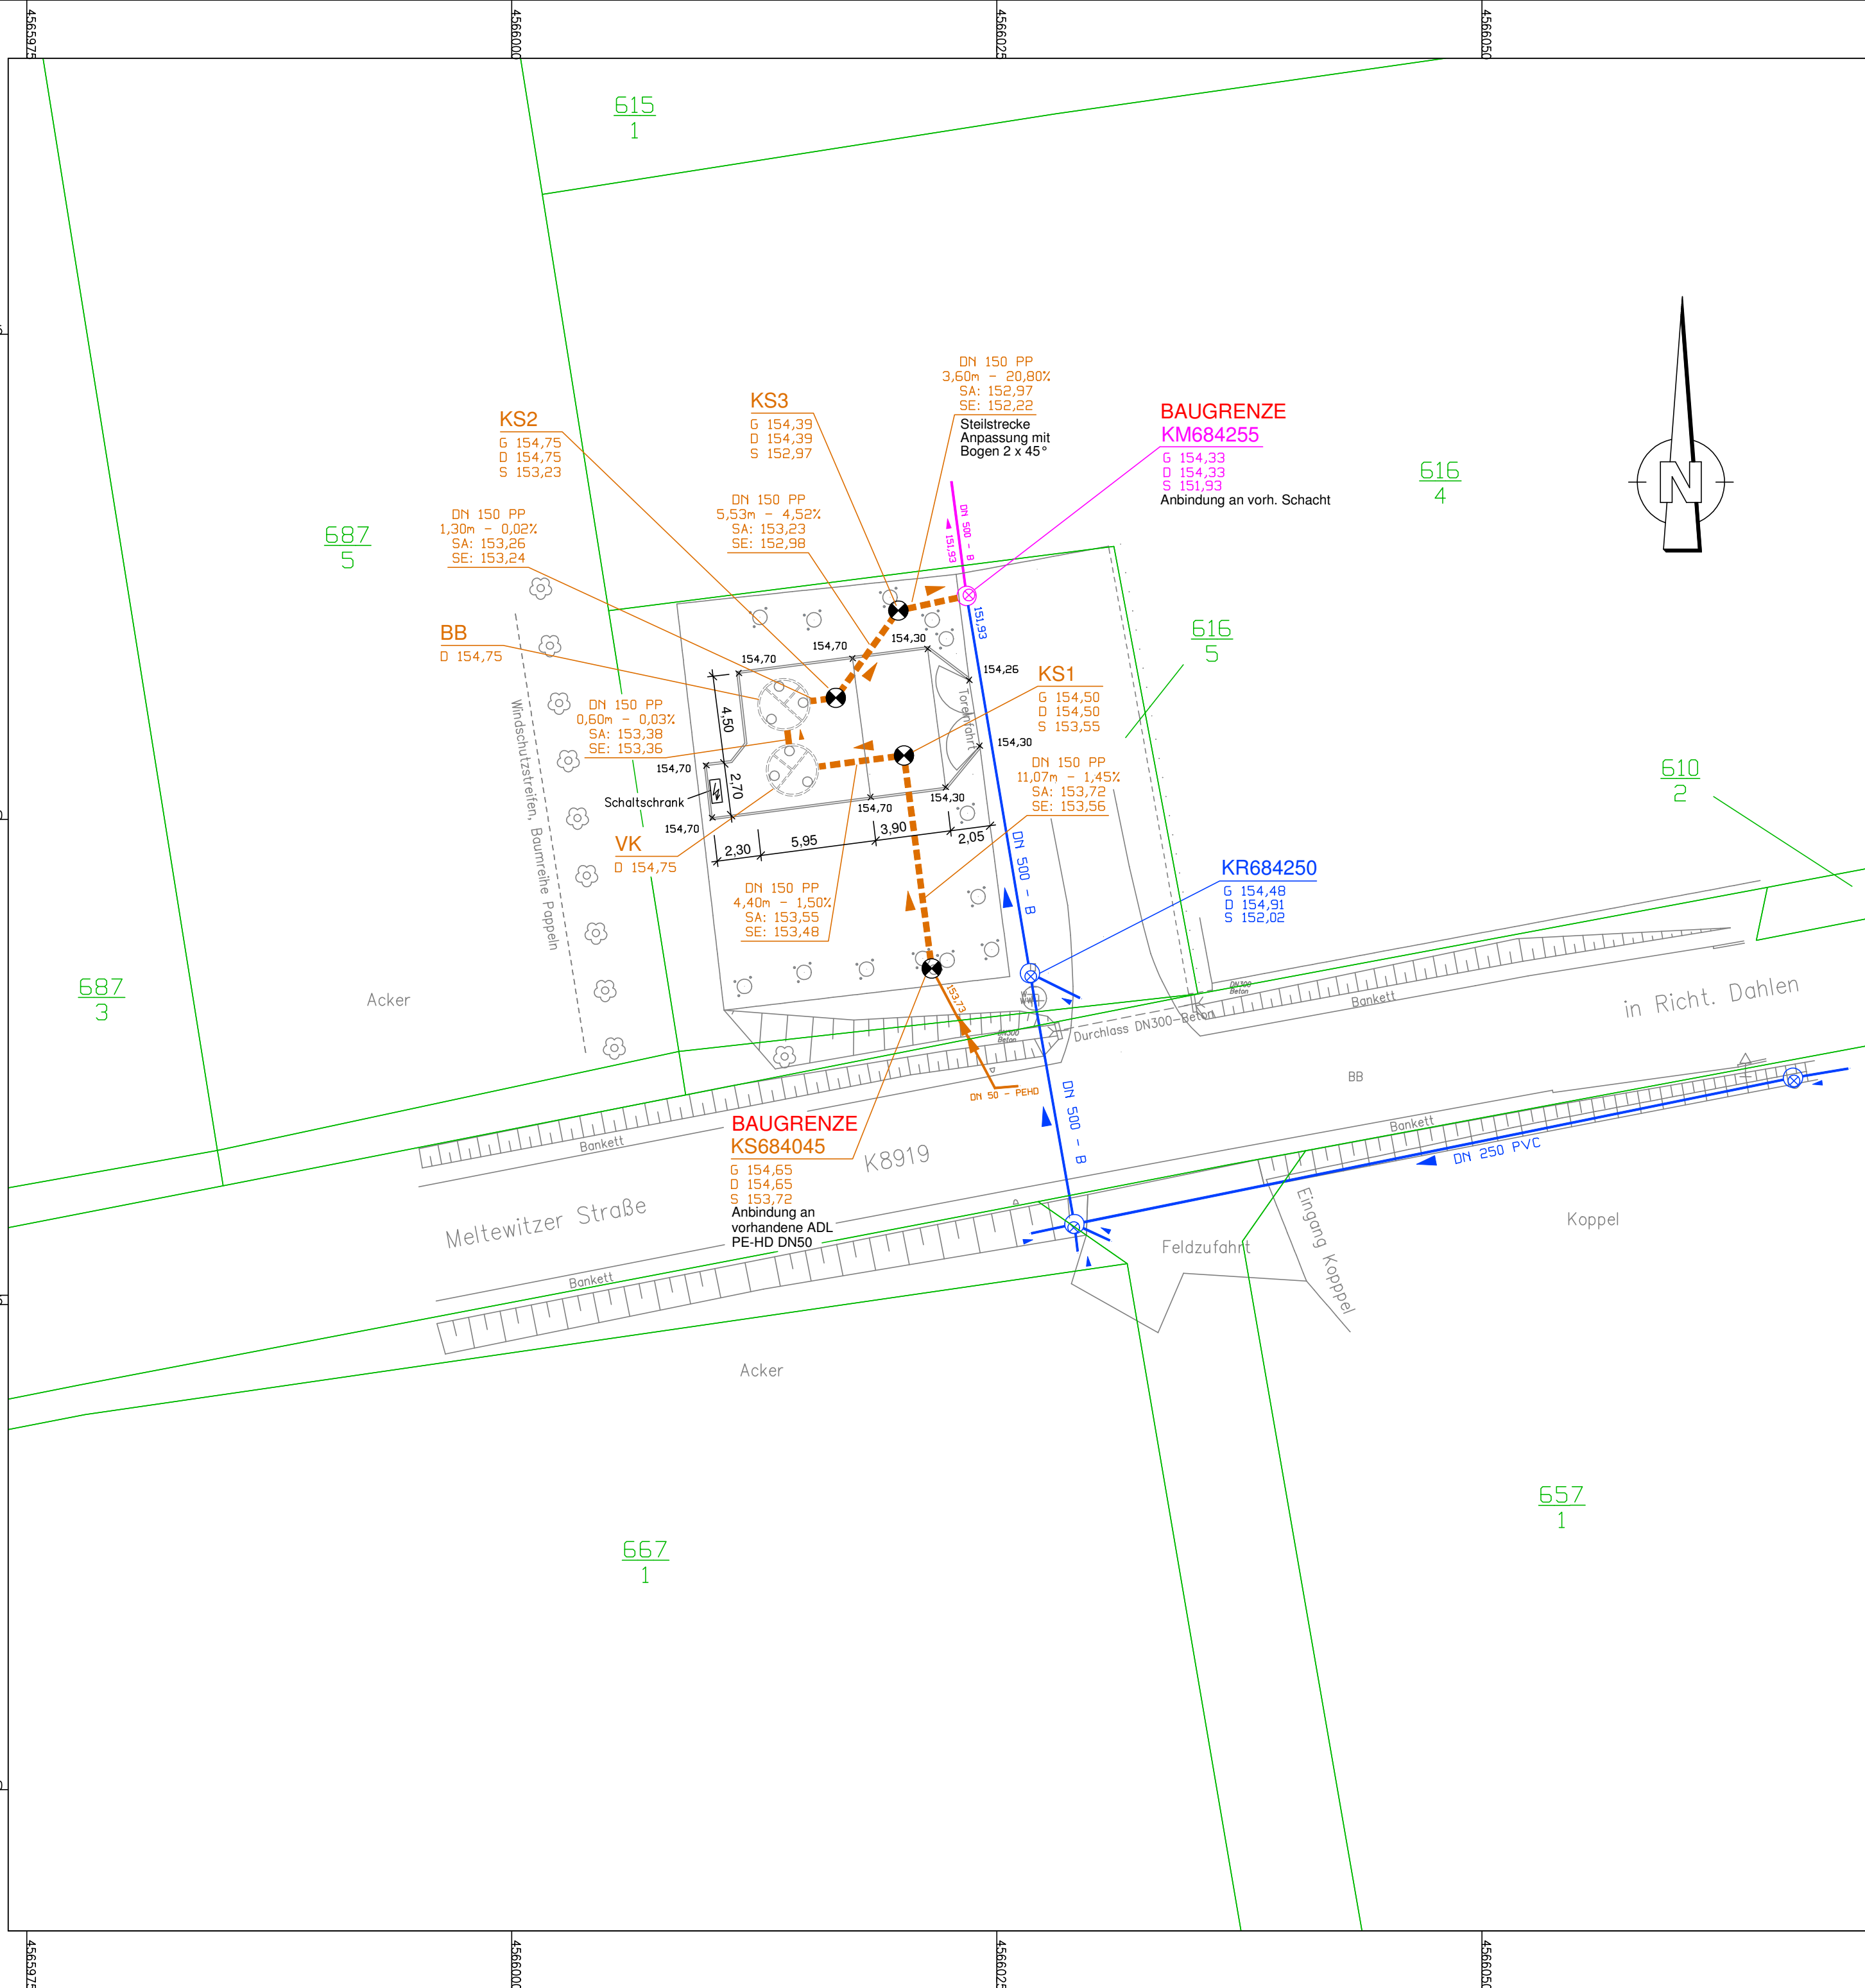 4565975
4566000
4566025
4566050
615
1
DN 150 PP
3,60m - 20,80%
SA: 152,97
SE: 152,22
Steilstrecke
Anpassung mit
Bogen 2 x 45°
KS3
G 154,39
D 154,39
S 152,97
KS2
G 154,75
D 154,75
S 153,23
BAUGRENZE
KM684255
G 154,33
D 154,33
S 151,93
Anbindung an vorh. Schacht
616
4
N
687
5
DN 150 PP
1,30m - 0,02%
SA: 153,26
SE: 153,24
DN 150 PP
5,53m - 4,52%
SA: 153,23
SE: 152,98
DN 500 - B
151,93
151,93
BB
D 154,75
616
5
154,70
154,70
154,30
154,26
KS1
G 154,50
D 154,50
S 153,55
Toreinfahrt
154,30
DN 150 PP
0,60m - 0,03%
SA: 153,38
SE: 153,36
4,50
2,70
154,70
Schaltschrank
154,70
154,70
154,30
DN 150 PP
11,07m - 1,45%
SA: 153,72
SE: 153,56
610
2
2,30
5,95
3,90
2,05
VK
D 154,75
Windschutzstreifen, Baumreihe Pappeln
DN 150 PP
4,40m - 1,50%
SA: 153,55
SE: 153,48
DN 500 - B
KR684250
G 154,48
D 154,91
S 152,02
687
3
Acker
153,73
DN300
Beton
DN300
Beton
Durchlass DN300-Beton
Bankett
in Richt. Dahlen
DN 50 - PEHD
DN 500 - B
BB
BAUGRENZE
KS684045
G 154,65
D 154,65
S 153,72
Anbindung an
vorhandene ADL
PE-HD DN50
Bankett
K8919
Bankett
DN 250 PVC
Meltewitzer Straße
Bankett
Feldzufahrt
Eingang Koppel
Koppel
Acker
667
1
657
1
4565975
4566000
4566025
4566050